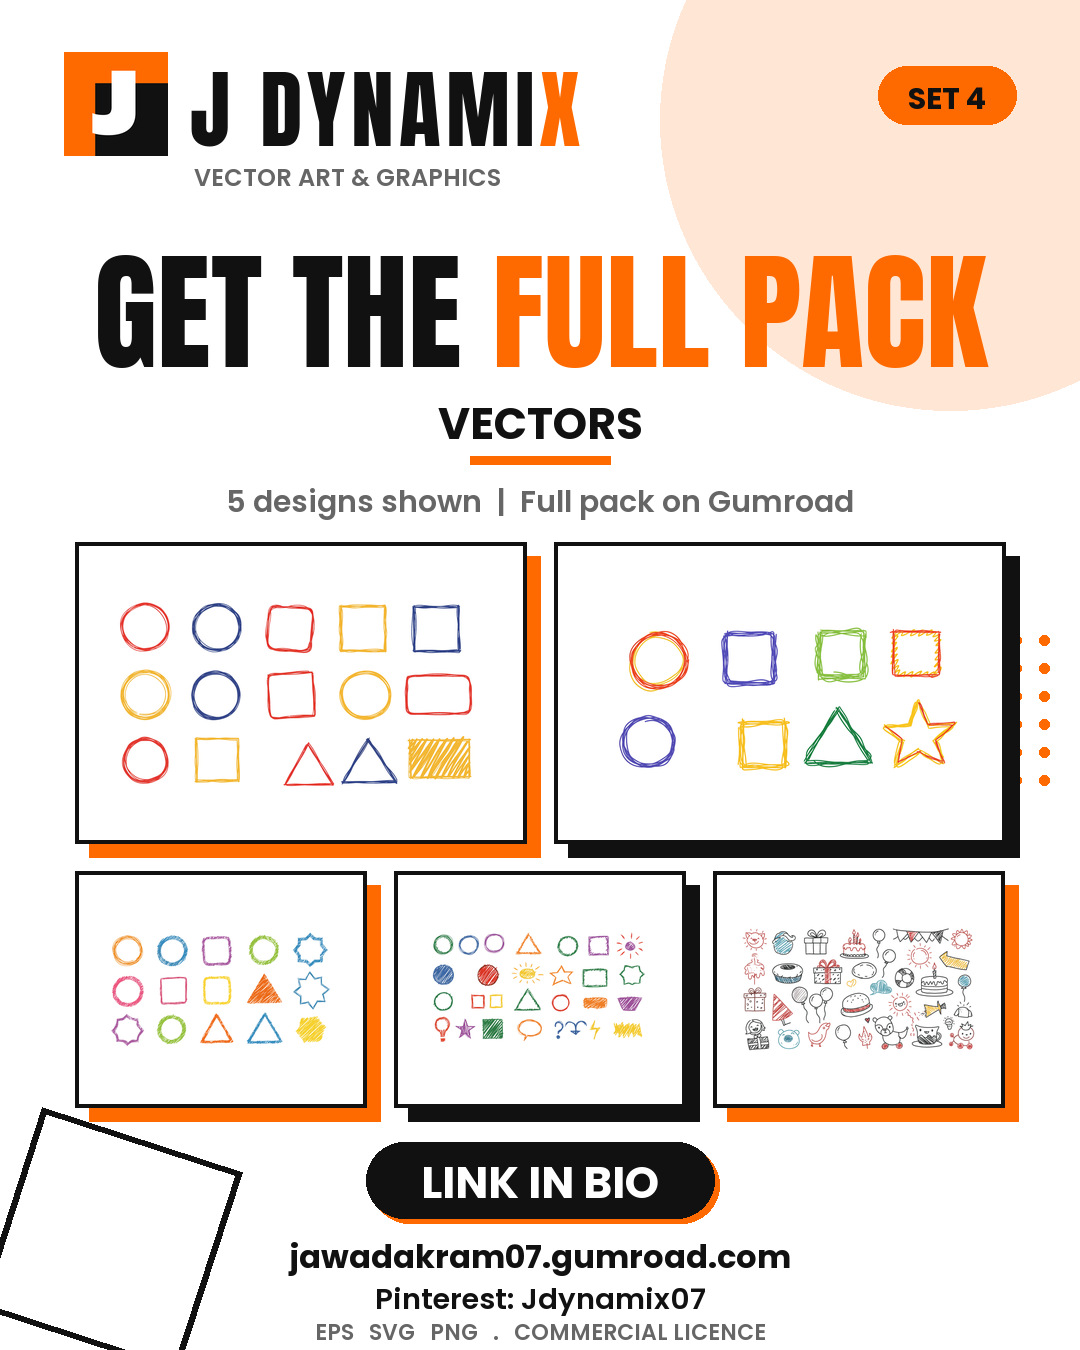 J DYNAMIX
VECTOR ART & GRAPHICS
SET 4
GET THE FULL PACK
VECTORS
5 designs shown | Full pack on Gumroad
?
LINK IN BIO
jawadakram07.gumroad.com
Pinterest: Jdynamix07
EPS SVG PNG . COMMERCIAL LICENCE